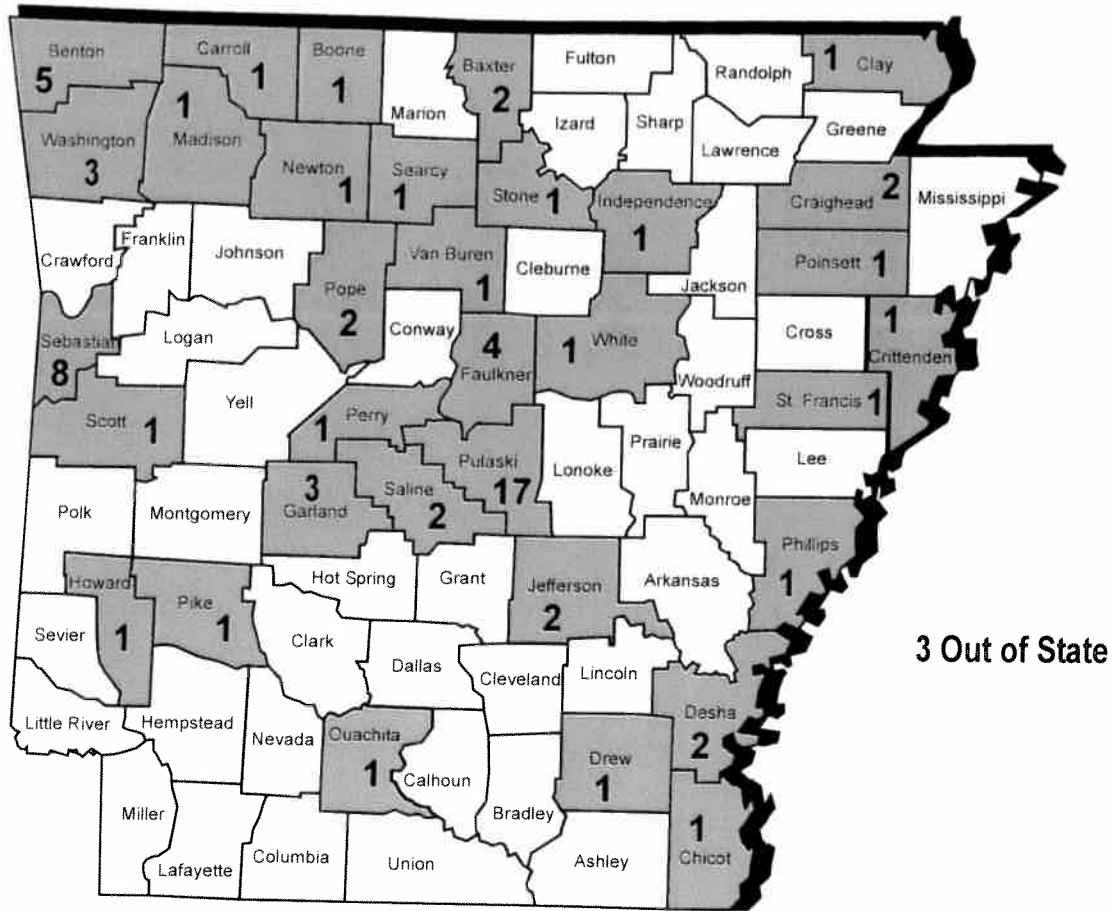 Benton
5
Carroll
1
Boone
1
Marion
Baxter
2
Fulton
Randolph
1 Clay
Izard
Sharp
Lawrence
Greene
Washington
3
1
Madison
Newton
1
Searcy
1
Stone 1
Independence
1
Craighead 2
Mississippi
Crawford
Franklin
Johnson
Pope
2
Van Buren
1
Cleburne
Jackson
Poinsett 1
Sebastian
8
Logan
Conway
4
Faulkner
1 White
Woodruff
Cross
1
Crittenden
Scott 1
Yell
Perry
1
Pulaski
17
Lonoke
Prairie
St. Francis 1
Lee
Monroe
Polk
Montgomery
3
Garland
Saline
2
Phillips
1
Howard
1
Pike
1
Hot Spring
Grant
Jefferson
2
Arkansas
Sevier
Clark
Dallas
Cleveland
Lincoln
3 Out of State
Little River
Hempstead
Nevada
Ouachita
1
Calhoun
Bradley
Drew
1
Desha
2
Miller
Lafayette
Columbia
Union
Ashley
1
Chicot